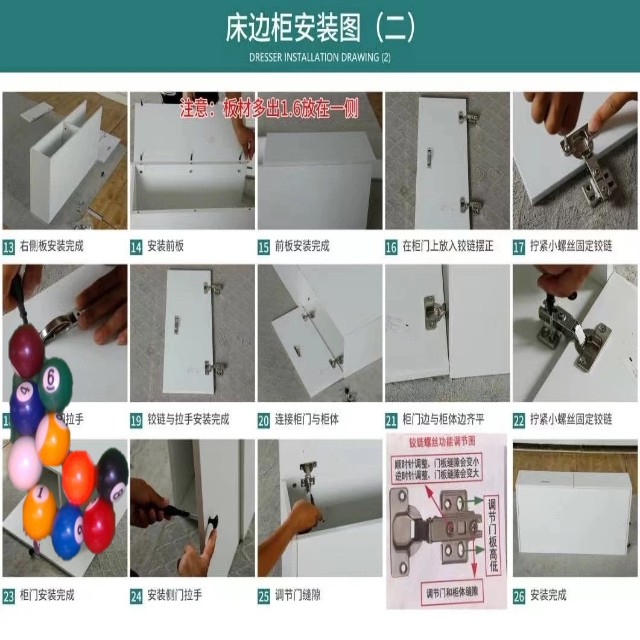 床边柜安装图（二）
DRESSER INSTALLATION DRAWING (2)
注意：板材多出1.6放在一侧
13 右侧板安装完成
14 安装前板
15 前板安装完成
16 在柜门上放入铰链摆正
17 拧紧小螺丝固定铰链
拉手
19 铰链与拉手安装完成
20 连接柜门与柜体
21 柜门边与柜体边齐平
22 拧紧小螺丝固定铰链
铰链螺丝功能调节图
顺时针调整，门板缝隙会变小
逆时针调整，门板缝隙会变大
调节门板高低
调节门和柜体缝隙
4
6
1
8
23 柜门安装完成
24 安装侧门拉手
25 调节门缝隙
26 安装完成